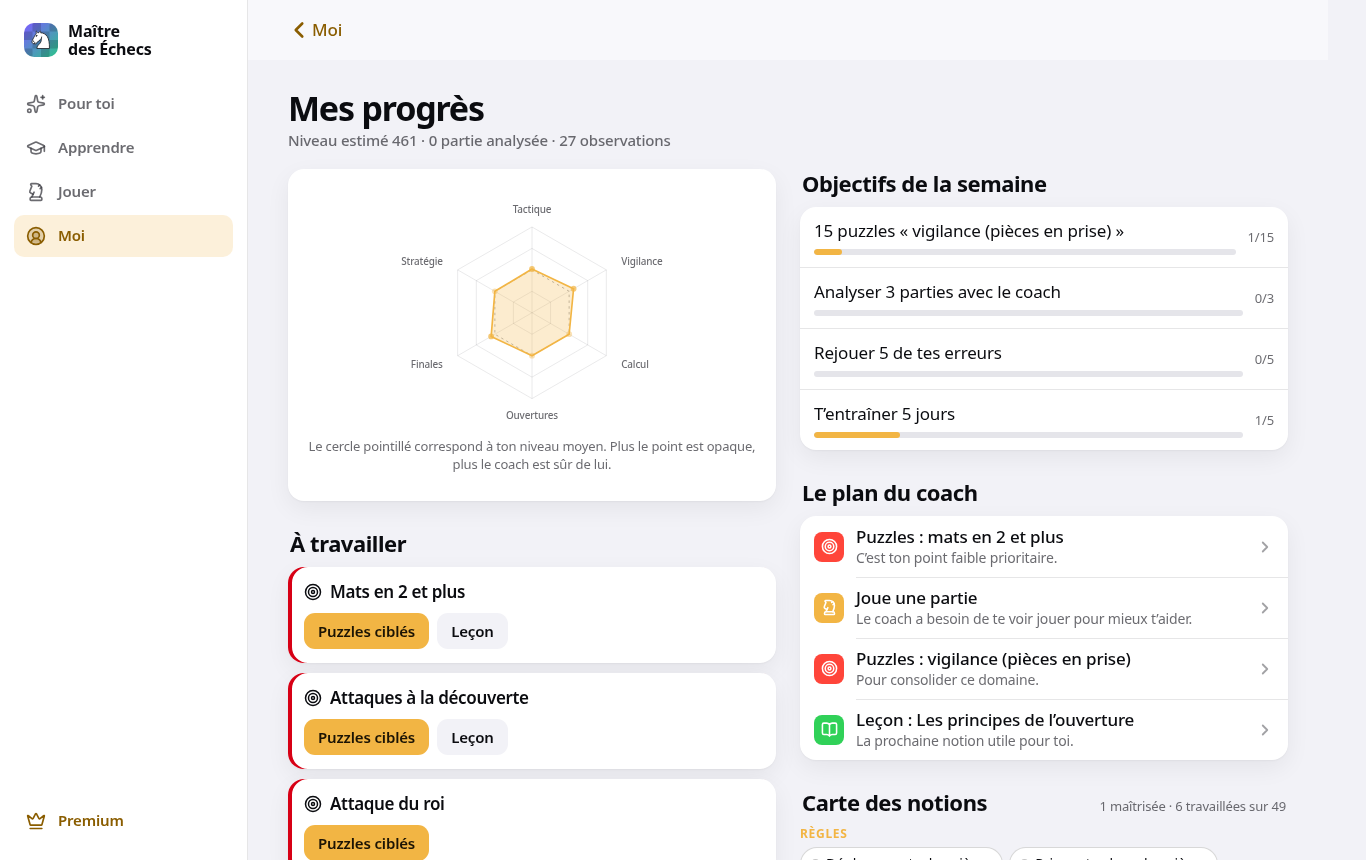 Maître
des Échecs
Pour toi
Apprendre
Jouer
Moi
Premium
Moi
Mes progrès
Niveau estimé 461 · 0 partie analysée · 27 observations
Tactique
Stratégie
Vigilance
Finales
Calcul
Ouvertures
Le cercle pointillé correspond à ton niveau moyen. Plus le point est opaque,
plus le coach est sûr de lui.
À travailler
Mats en 2 et plus
Puzzles ciblés
Leçon
Attaques à la découverte
Puzzles ciblés
Leçon
Attaque du roi
Puzzles ciblés
Objectifs de la semaine
15 puzzles « vigilance (pièces en prise) »
1/15
Analyser 3 parties avec le coach
0/3
Rejouer 5 de tes erreurs
0/5
T’entraîner 5 jours
1/5
Le plan du coach
Puzzles : mats en 2 et plus
C’est ton point faible prioritaire.
Joue une partie
Le coach a besoin de te voir jouer pour mieux t’aider.
Puzzles : vigilance (pièces en prise)
Pour consolider ce domaine.
Leçon : Les principes de l’ouverture
La prochaine notion utile pour toi.
Carte des notions
1 maîtrisée · 6 travaillées sur 49
RÈGLES